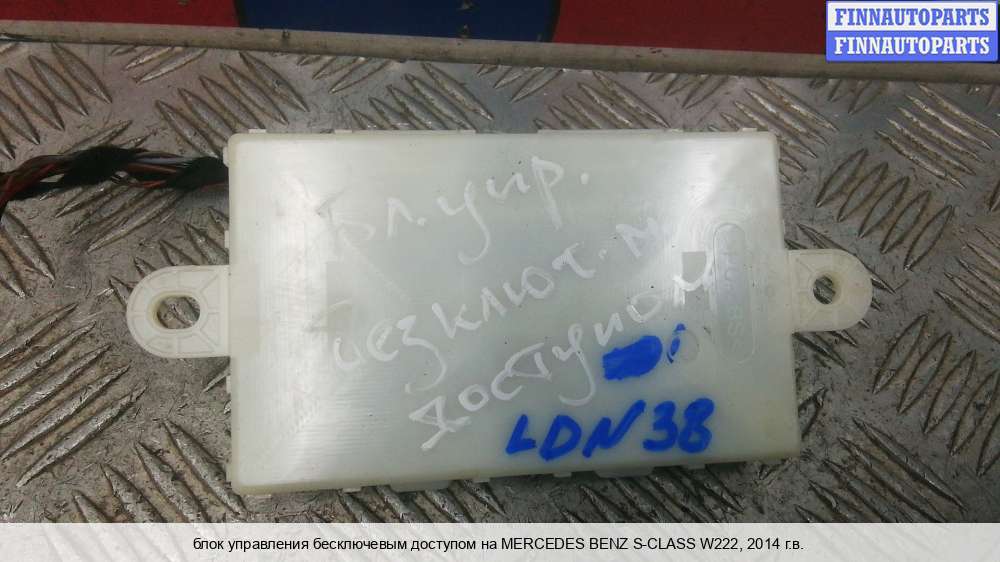 FINNAUTOPARTS
FINNAUTOPARTS
бл. упр.
безключ.м
доступом
LDN38
блок управления бесключевым доступом на MERCEDES BENZ S-CLASS W222, 2014 г.в.